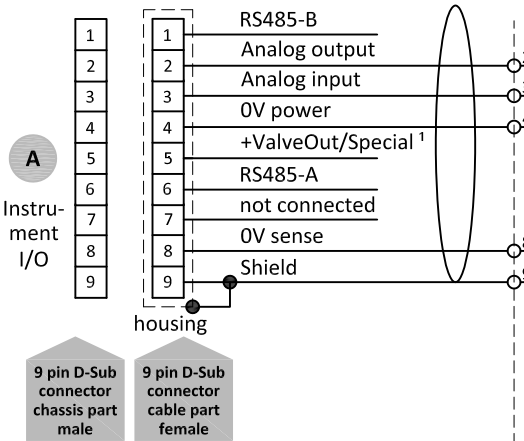 1 1 RS485-B
2 2 Analog output
3 3 Analog input
4 4 0V power
5 5 +ValveOut/Special ¹
6 6 RS485-A
7 7 not connected
8 8 0V sense
9 9 Shield
A
Instru-
ment
I/O
housing
9 pin D-Sub
connector
chassis part
male
9 pin D-Sub
connector
cable part
female